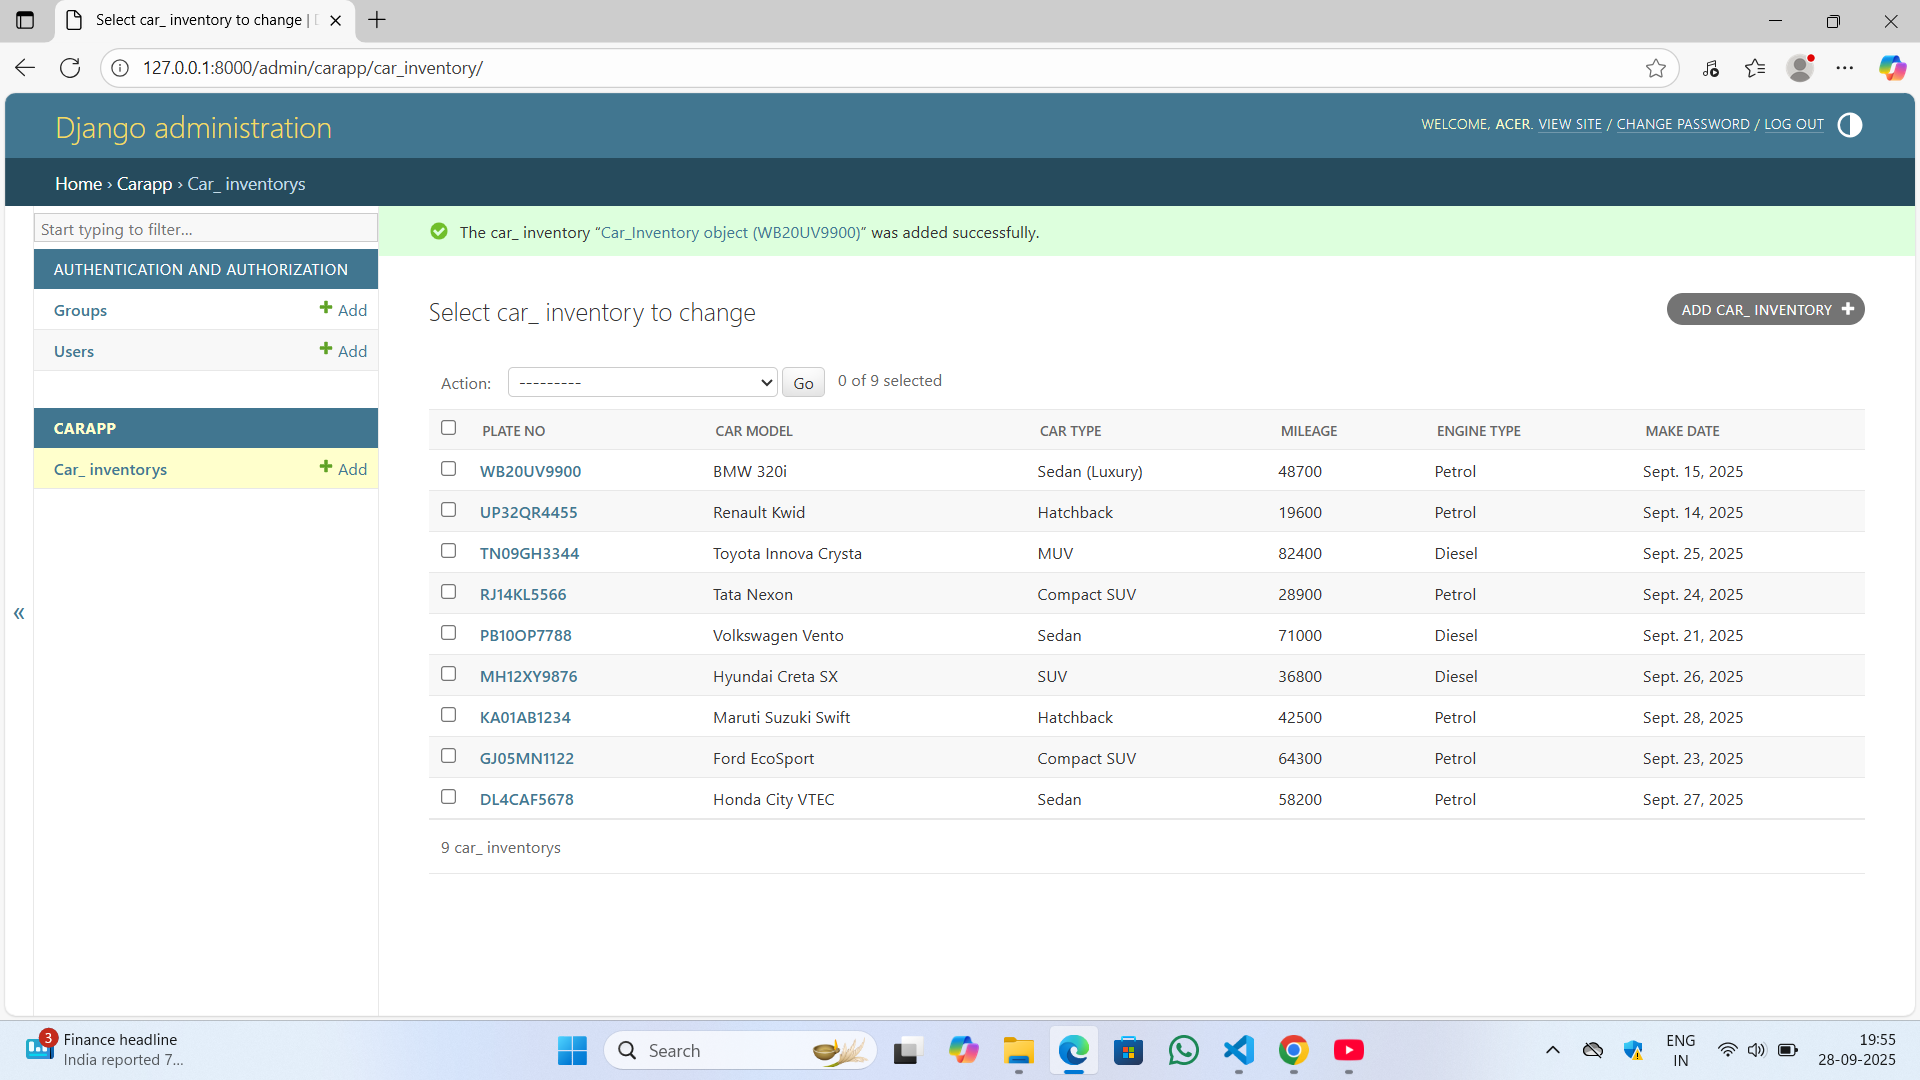 Select car_ inventory to change |
127.0.0.1:8000/admin/carapp/car_inventory/
Django administration
WELCOME, ACER. VIEW SITE / CHANGE PASSWORD / LOG OUT
Home › Carapp › Car_ inventorys
Start typing to filter...
AUTHENTICATION AND AUTHORIZATION
Groups + Add
Users + Add
CARAPP
Car_ inventorys + Add
«
The car_ inventory “Car_Inventory object (WB20UV9900)” was added successfully.
Select car_ inventory to change
ADD CAR_ INVENTORY +
Action: --------- Go 0 of 9 selected
PLATE NO CAR MODEL CAR TYPE MILEAGE ENGINE TYPE MAKE DATE
WB20UV9900 BMW 320i Sedan (Luxury) 48700 Petrol Sept. 15, 2025
UP32QR4455 Renault Kwid Hatchback 19600 Petrol Sept. 14, 2025
TN09GH3344 Toyota Innova Crysta MUV 82400 Diesel Sept. 25, 2025
RJ14KL5566 Tata Nexon Compact SUV 28900 Petrol Sept. 24, 2025
PB10OP7788 Volkswagen Vento Sedan 71000 Diesel Sept. 21, 2025
MH12XY9876 Hyundai Creta SX SUV 36800 Diesel Sept. 26, 2025
KA01AB1234 Maruti Suzuki Swift Hatchback 42500 Petrol Sept. 28, 2025
GJ05MN1122 Ford EcoSport Compact SUV 64300 Petrol Sept. 23, 2025
DL4CAF5678 Honda City VTEC Sedan 58200 Petrol Sept. 27, 2025
9 car_ inventorys
3
Finance headline
India reported 7...
Search
ENG
IN
19:55
28-09-2025